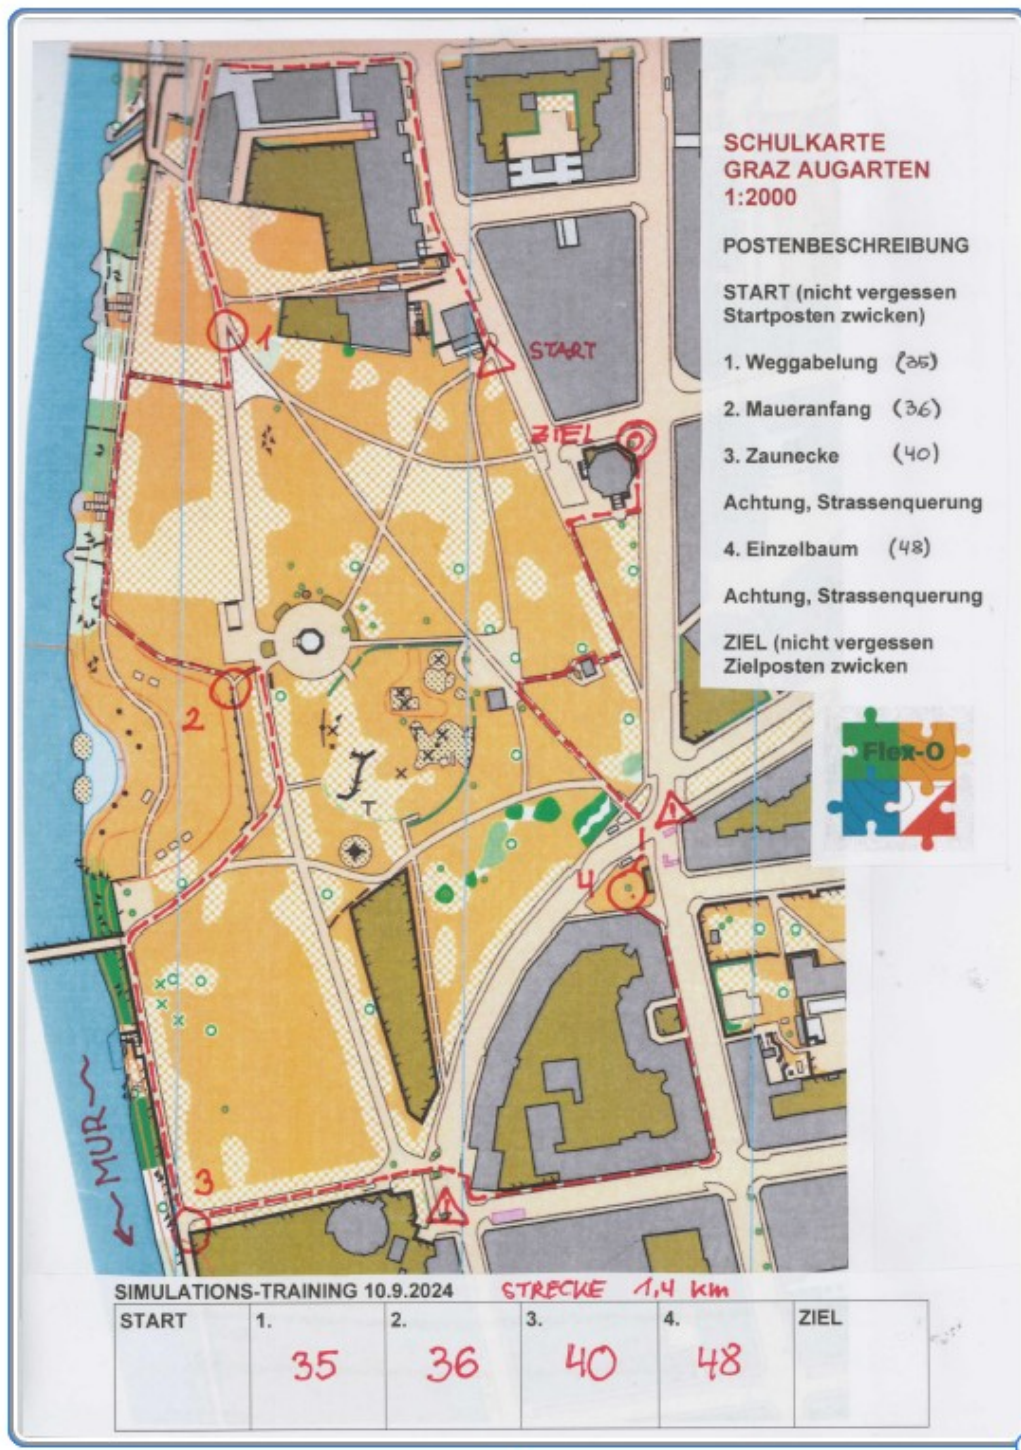 SCHULKARTE
GRAZ AUGARTEN
1:2000
POSTENBESCHREIBUNG
START (nicht vergessen
Startposten zwicken)
1. Weggabelung (35)
2. Maueranfang (36)
3. Zaunecke (40)
Achtung, Strassenquerung
4. Einzelbaum (48)
Achtung, Strassenquerung
ZIEL (nicht vergessen
Zielposten zwicken
Flex-O
1
START
ZIEL
2
4
3
MUR
SIMULATIONS-TRAINING 10.9.2024 STRECKE 1,4 km
START 1. 2. 3. 4. ZIEL
35 36 40 48